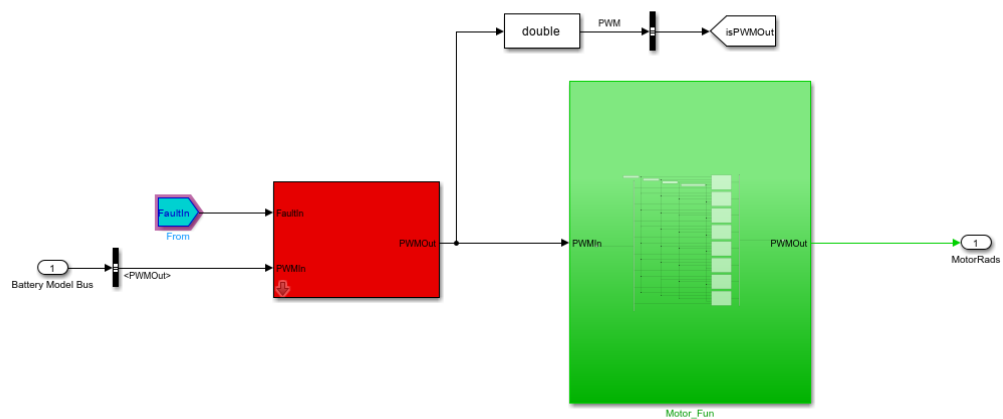 double
PWM
isPWMOut
FaultIn
From
FaultIn
PWMOut
PWMIn
PWMIn
PWMOut
1
Battery Model Bus
<PWMOut>
1
MotorRads
Motor_Fun